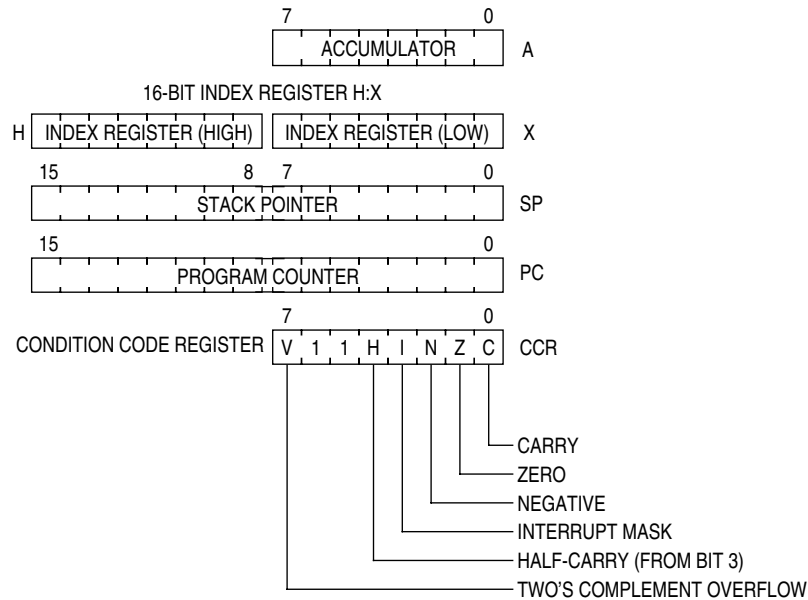 7 0
ACCUMULATOR A
16-BIT INDEX REGISTER H:X
H INDEX REGISTER (HIGH) INDEX REGISTER (LOW) X
15 8 7 0
STACK POINTER SP
15 0
PROGRAM COUNTER PC
7 0
CONDITION CODE REGISTER V 1 1 H I N Z C CCR
CARRY
ZERO
NEGATIVE
INTERRUPT MASK
HALF-CARRY (FROM BIT 3)
TWO'S COMPLEMENT OVERFLOW